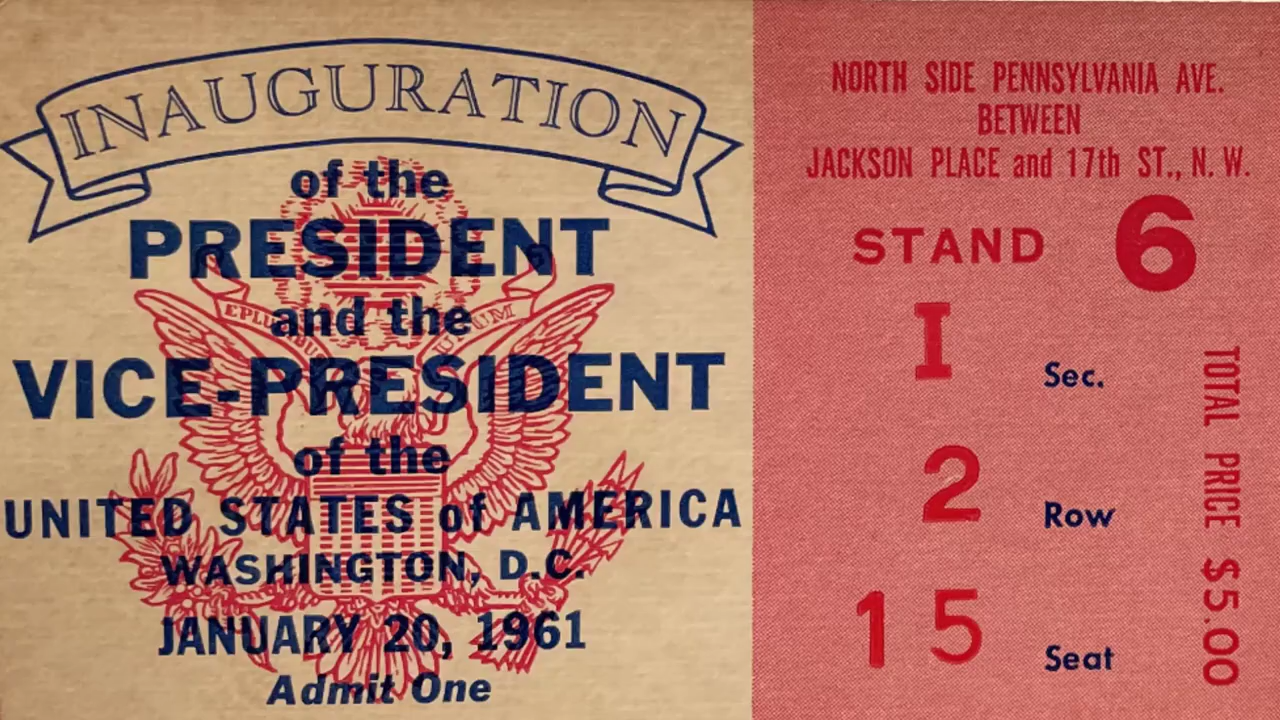 INAUGURATION
of the
PRESIDENT
and the
VICE-PRESIDENT
of the
UNITED STATES of AMERICA
WASHINGTON, D.C.
JANUARY 20, 1961
Admit One
NORTH SIDE PENNSYLVANIA AVE.
BETWEEN
JACKSON PLACE and 17th ST., N. W.
STAND 6
I Sec.
2 Row
15 Seat
TOTAL PRICE $5.00